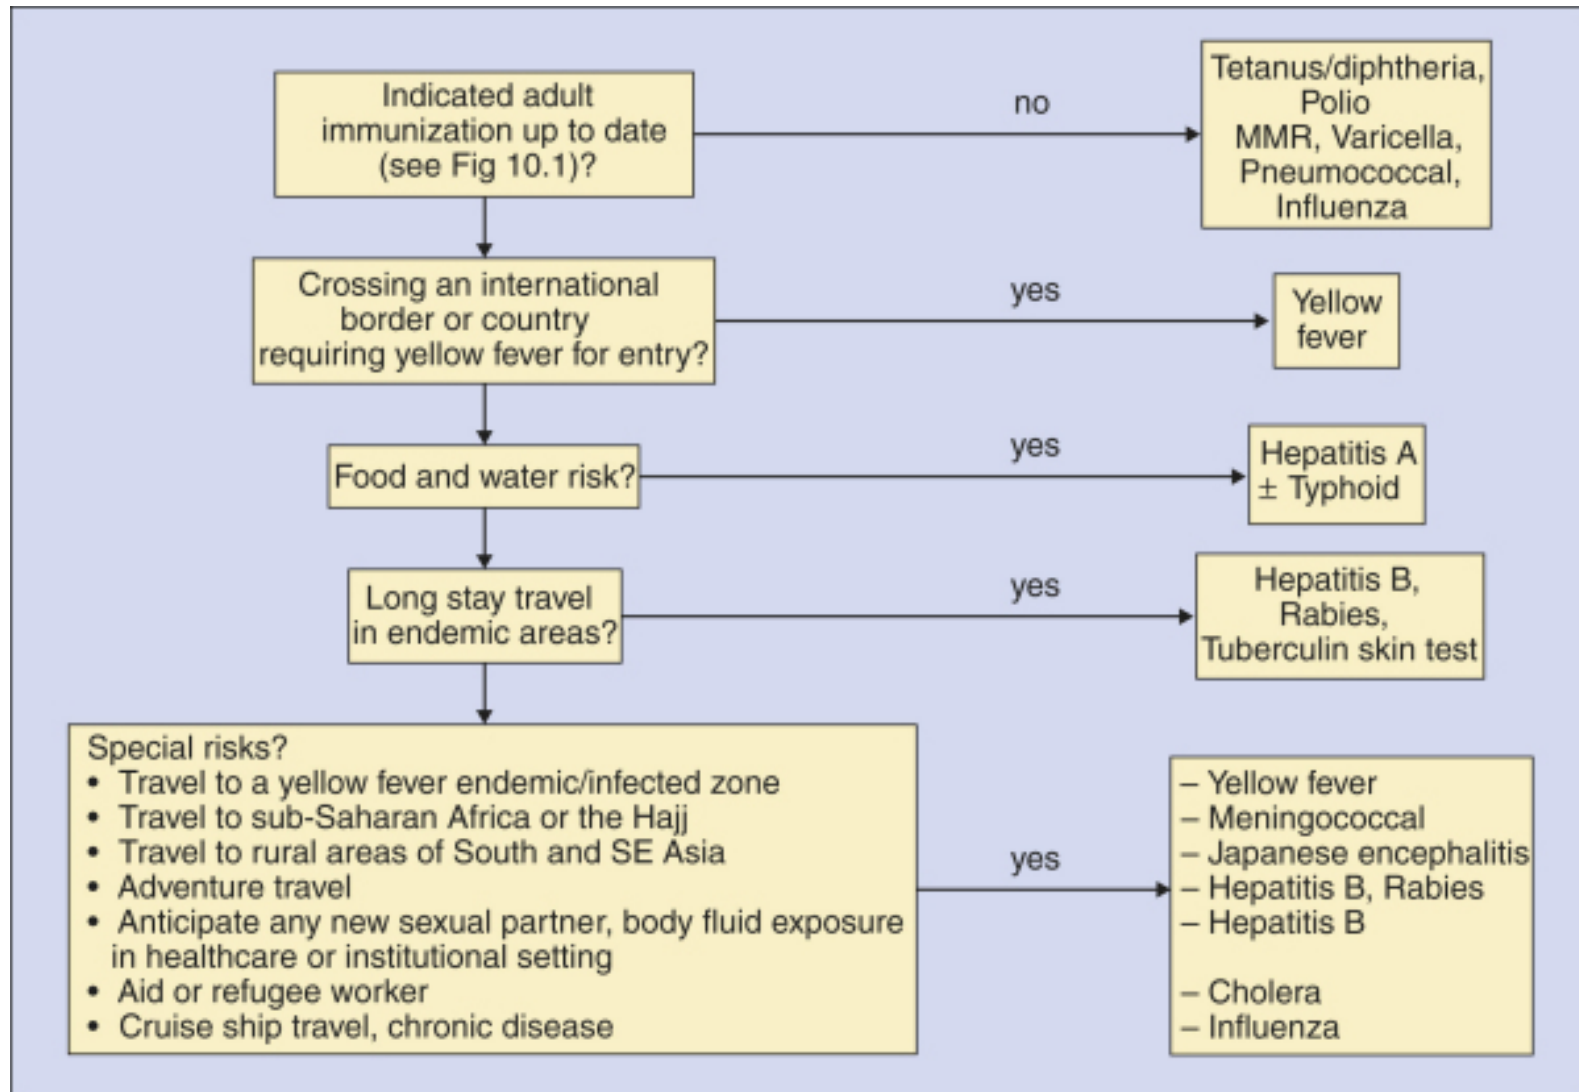 Indicated adult
immunization up to date
(see Fig 10.1)?
no
Tetanus/diphtheria,
Polio
MMR, Varicella,
Pneumococcal,
Influenza
Crossing an international
border or country
requiring yellow fever for entry?
yes
Yellow
fever
Food and water risk?
yes
Hepatitis A
± Typhoid
Long stay travel
in endemic areas?
yes
Hepatitis B,
Rabies,
Tuberculin skin test
Special risks?
• Travel to a yellow fever endemic/infected zone
• Travel to sub-Saharan Africa or the Hajj
• Travel to rural areas of South and SE Asia
• Adventure travel
• Anticipate any new sexual partner, body fluid exposure
in healthcare or institutional setting
• Aid or refugee worker
• Cruise ship travel, chronic disease
yes
– Yellow fever
– Meningococcal
– Japanese encephalitis
– Hepatitis B, Rabies
– Hepatitis B
– Cholera
– Influenza